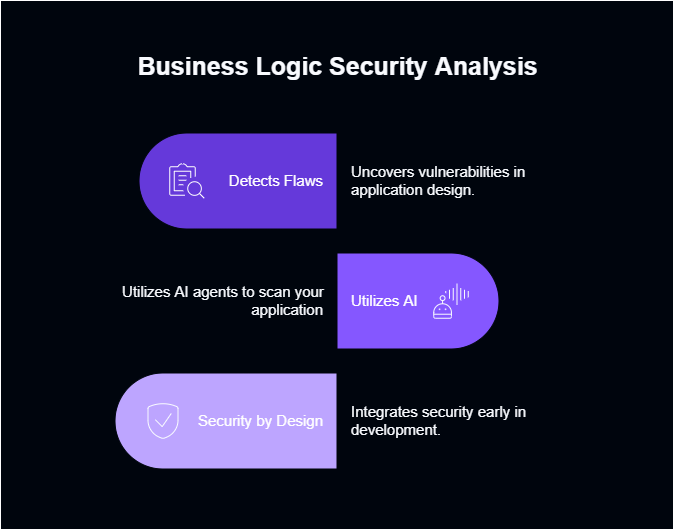 Business Logic Security Analysis
Detects Flaws
Uncovers vulnerabilities in
application design.
Utilizes AI agents to scan your
application
Utilizes AI
Security by Design
Integrates security early in
development.